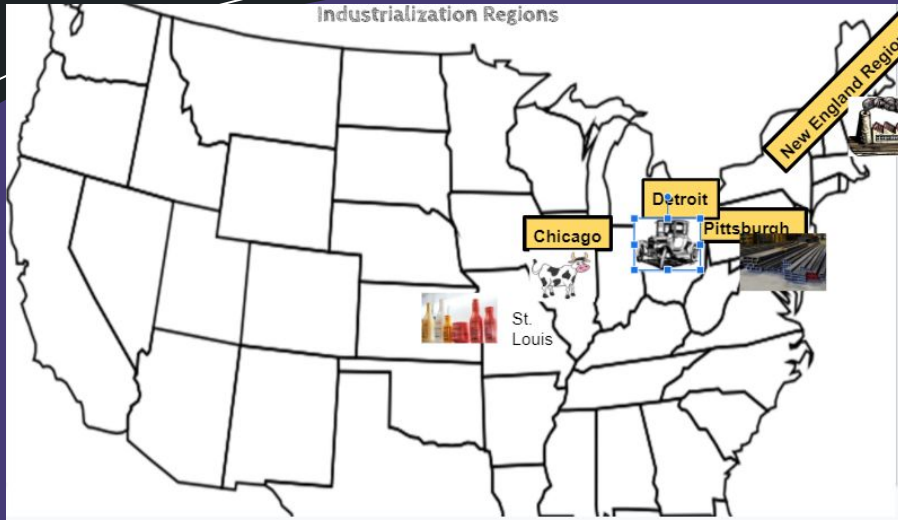 Industrialization Regions
New England Region
Detroit
Pittsburgh
Chicago
St.
Louis